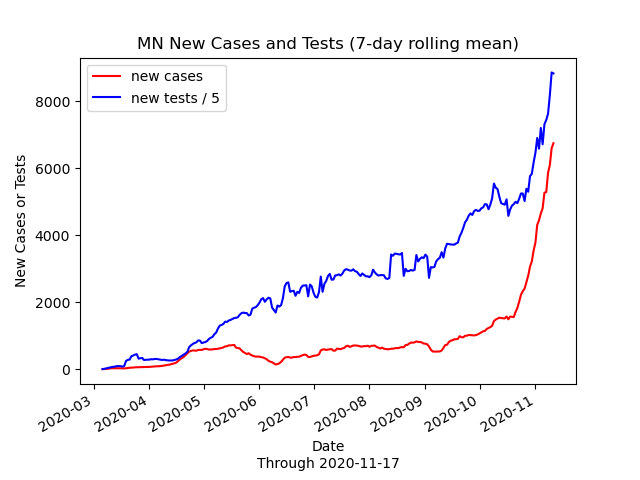 MN New Cases and Tests (7-day rolling mean)
new cases
new tests / 5
8000
6000
4000
2000
0
New Cases or Tests
2020-03
2020-04
2020-05
2020-06
2020-07
2020-08
2020-09
2020-10
2020-11
Date
Through 2020-11-17